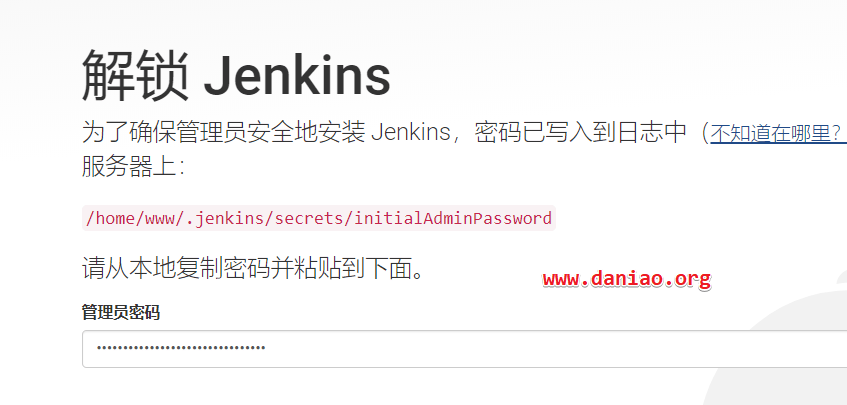 解锁 Jenkins
为了确保管理员安全地安装 Jenkins，密码已写入到日志中（不知道在哪里？
服务器上：
/home/www/.jenkins/secrets/initialAdminPassword
请从本地复制密码并粘贴到下面。
www.daniao.org
管理员密码
••••••••••••••••••••••••••••••••